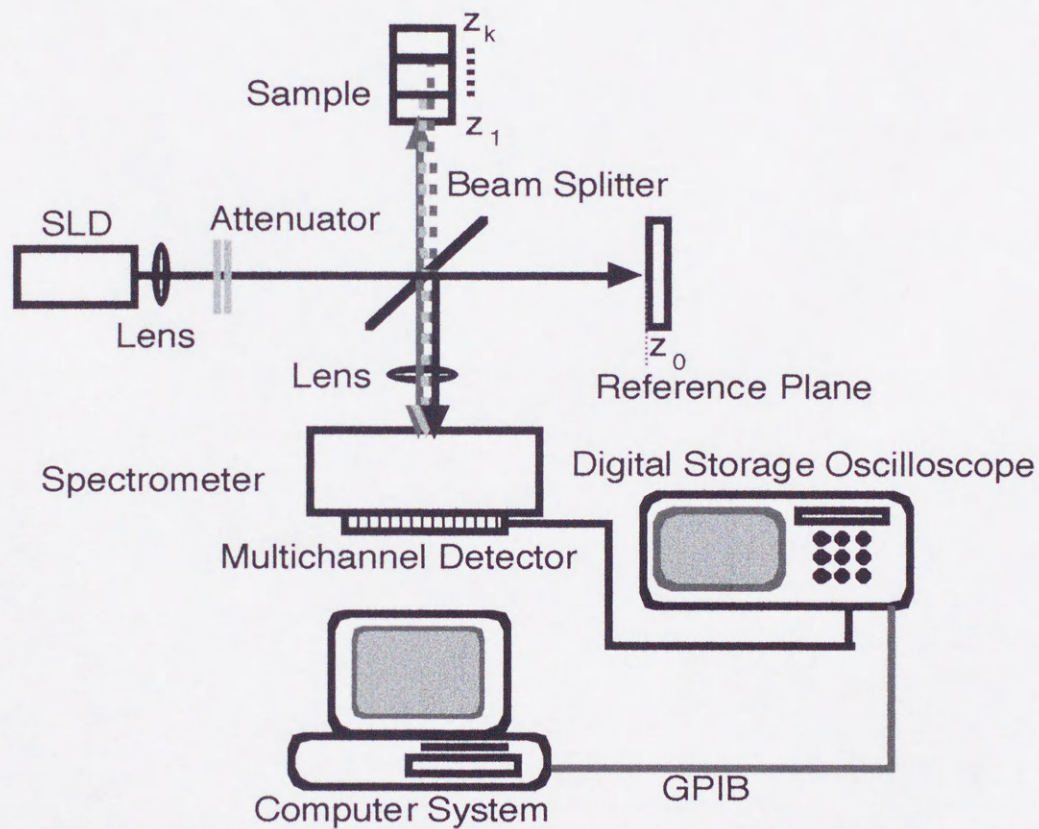 z k
Sample
z 1
Beam Splitter
SLD
Attenuator
Lens
Lens
z 0
Reference Plane
Spectrometer
Digital Storage Oscilloscope
Multichannel Detector
GPIB
Computer System